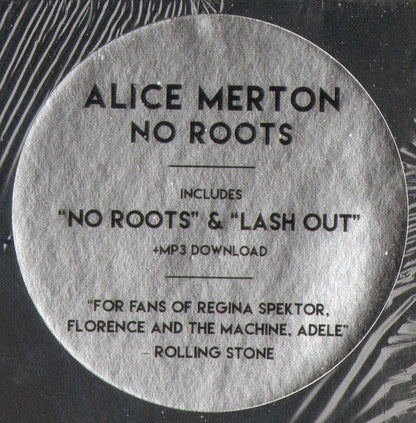 ALICE MERTON
NO ROOTS
INCLUDES
“NO ROOTS” & “LASH OUT”
+MP3 DOWNLOAD
“FOR FANS OF REGINA SPEKTOR,
FLORENCE AND THE MACHINE, ADELE”
– ROLLING STONE